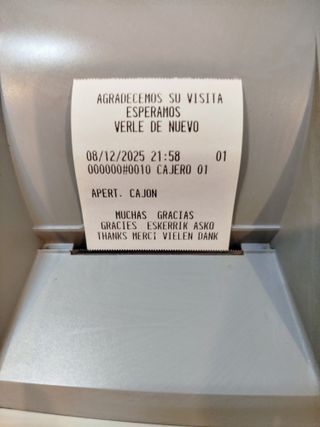 AGRADECEMOS SU VISITA
ESPERAMOS
VERLE DE NUEVO
08/12/2025 21:58 01
000000#0010 CAJERO 01
APERT. CAJON
MUCHAS GRACIAS
GRACIES ESKERRIK ASKO
THANKS MERCI VIELEN DANK